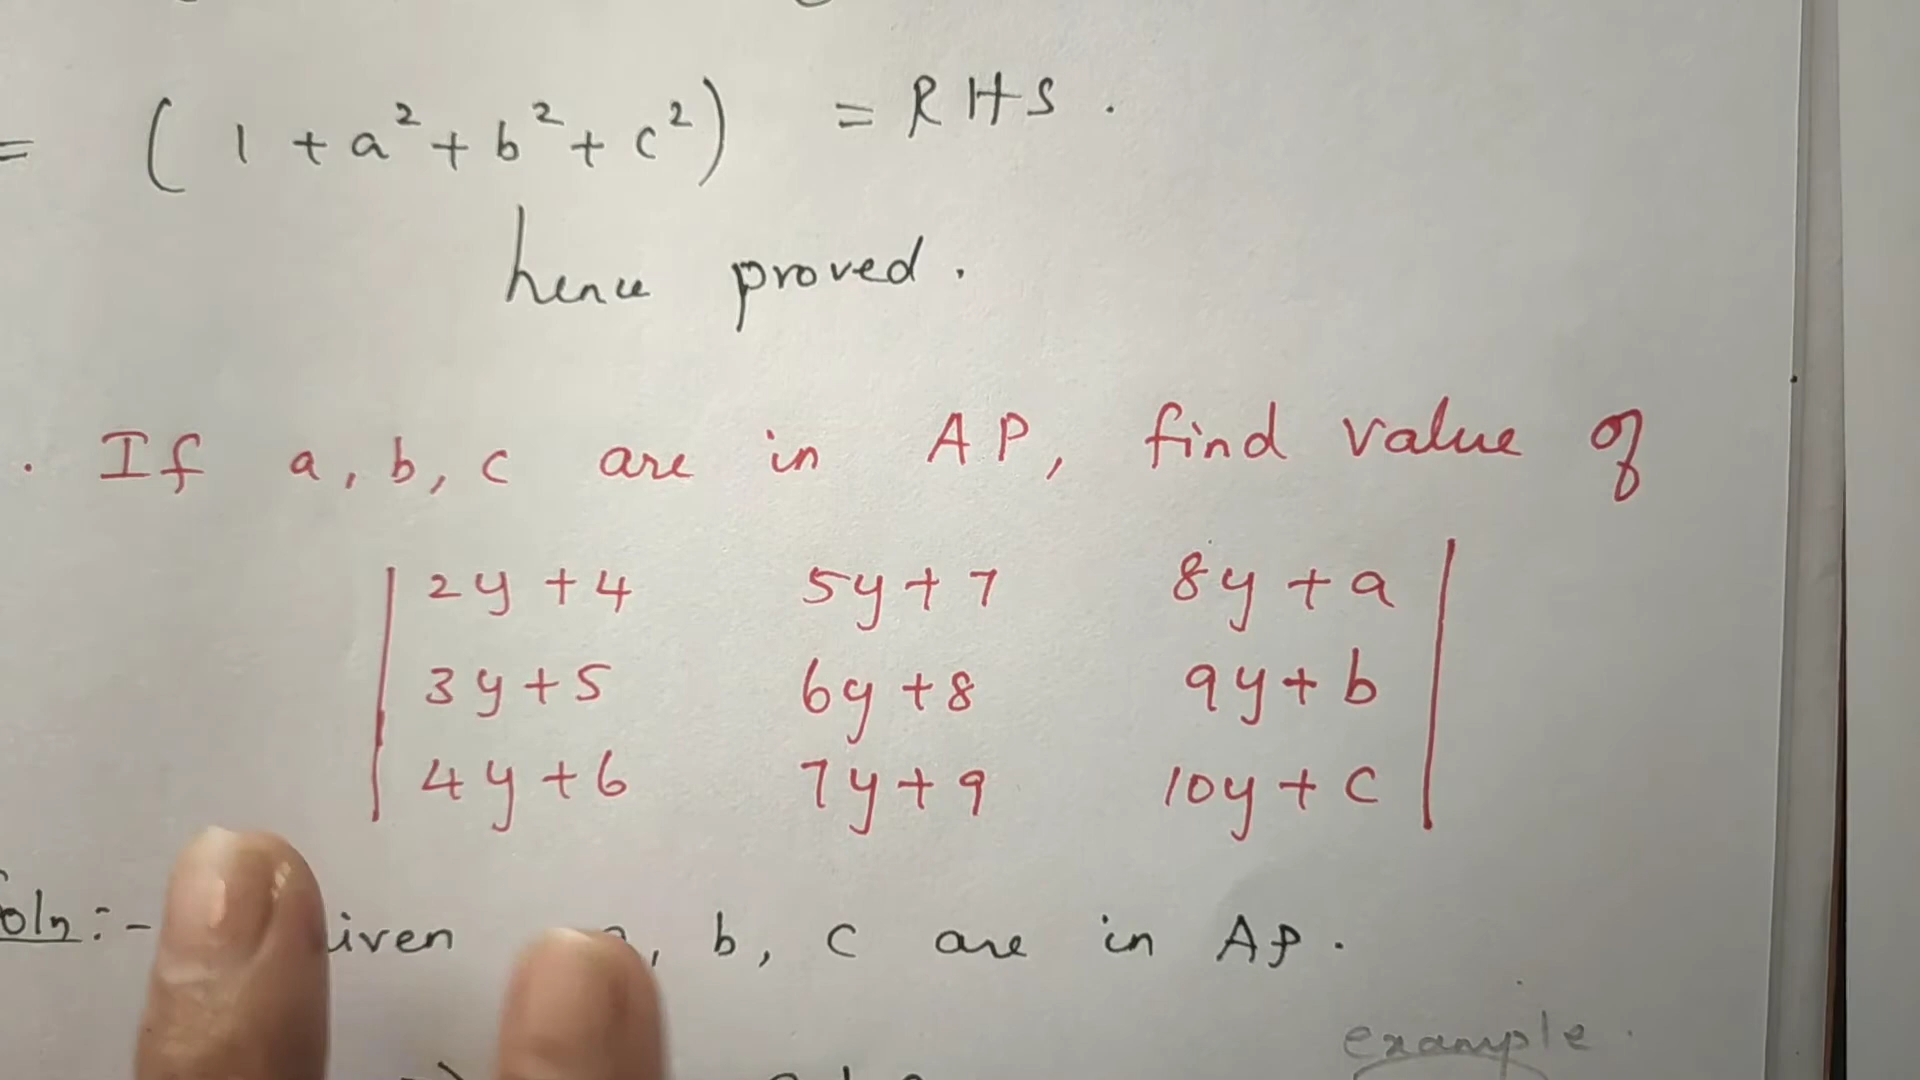 = ( 1 + a² + b² + c² ) = RHS .
hence proved .
. If a, b, c are in AP, find value of
| 2y + 4 5y + 7 8y + a |
| 3y + 5 6y + 8 9y + b |
| 4y + 6 7y + 9 10y + c |
oln :- iven a, b, c are in AP .
example .